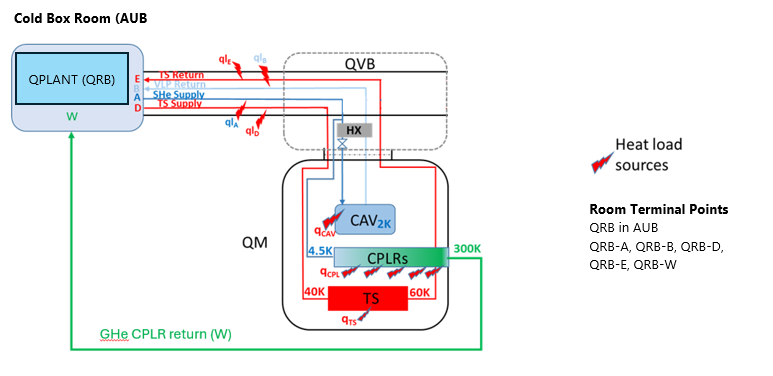 Cold Box Room (AUB
QVB
qlE
qlB
QPLANT (QRB)
E
TS Return
B
VLP Return
A
SHe Supply
D
TS Supply
W
qlA
qlD
HX
Heat load
sources
Room Terminal Points
QRB in AUB
QRB-A, QRB-B, QRB-D,
QRB-E, QRB-W
QM
CAV2K
qCAV
4.5K
CPLRs
300K
qCPL
40K
TS
60K
qTS
GHe CPLR return (W)